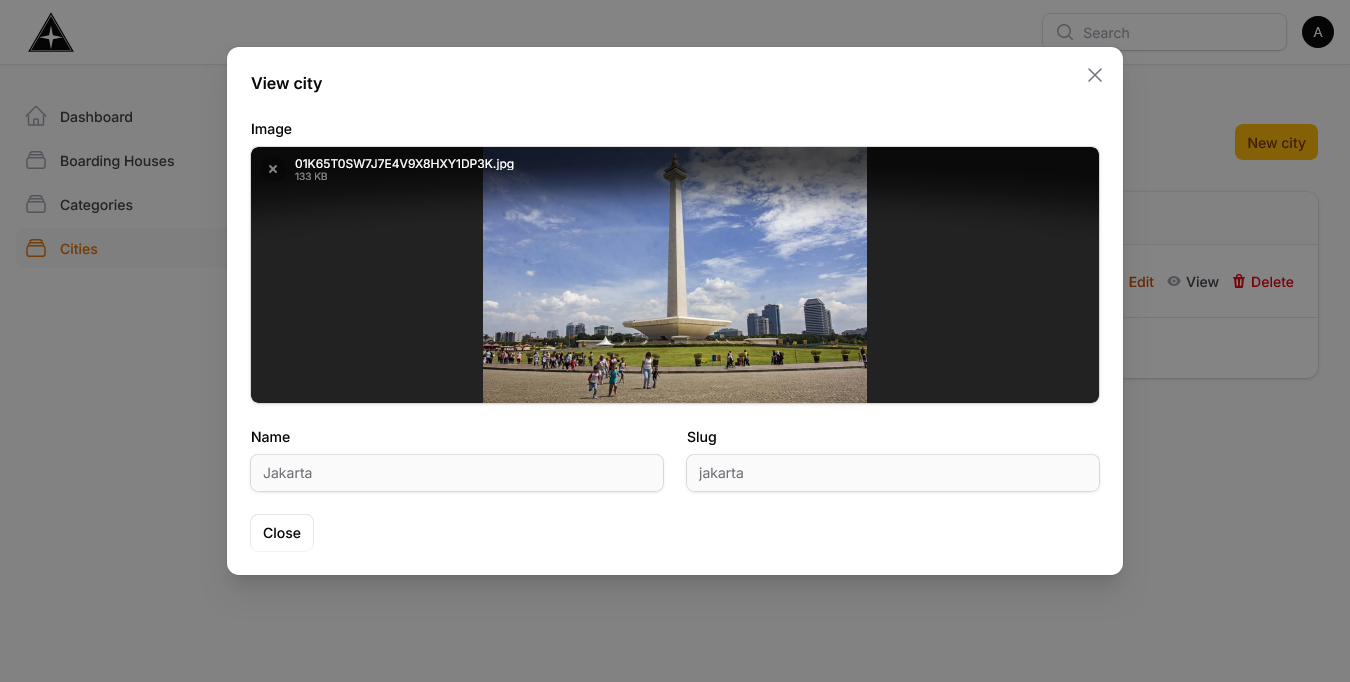 Search
A
Dashboard
Boarding Houses
Categories
Cities
New city
Edit
View
Delete
View city
Image
01K65T0SW7J7E4V9X8HXY1DP3K.jpg
133 KB
Name
Slug
Jakarta
jakarta
Close